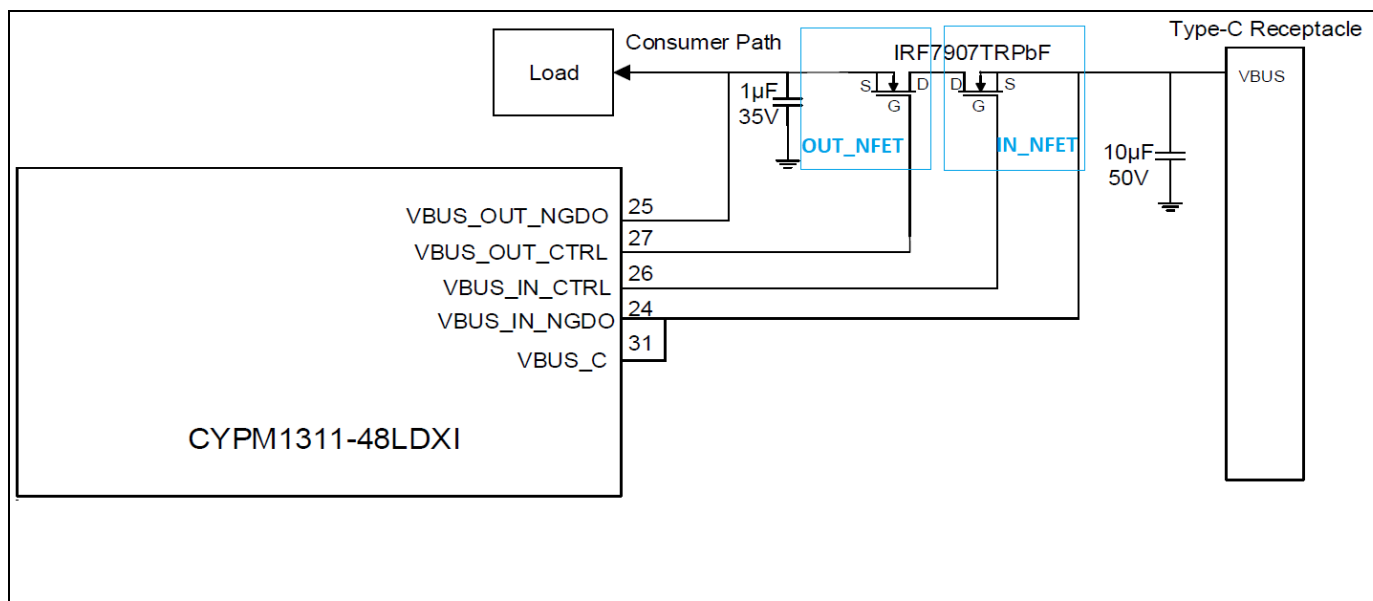 Type-C Receptacle
Consumer Path
IRF7907TRPbF
Load
VBUS
S
D
D
S
G
G
1µF
35V
OUT_NFET
IN_NFET
10µF
50V
VBUS_OUT_NGDO
25
VBUS_OUT_CTRL
27
VBUS_IN_CTRL
26
VBUS_IN_NGDO
24
VBUS_C
31
CYPM1311-48LDXI